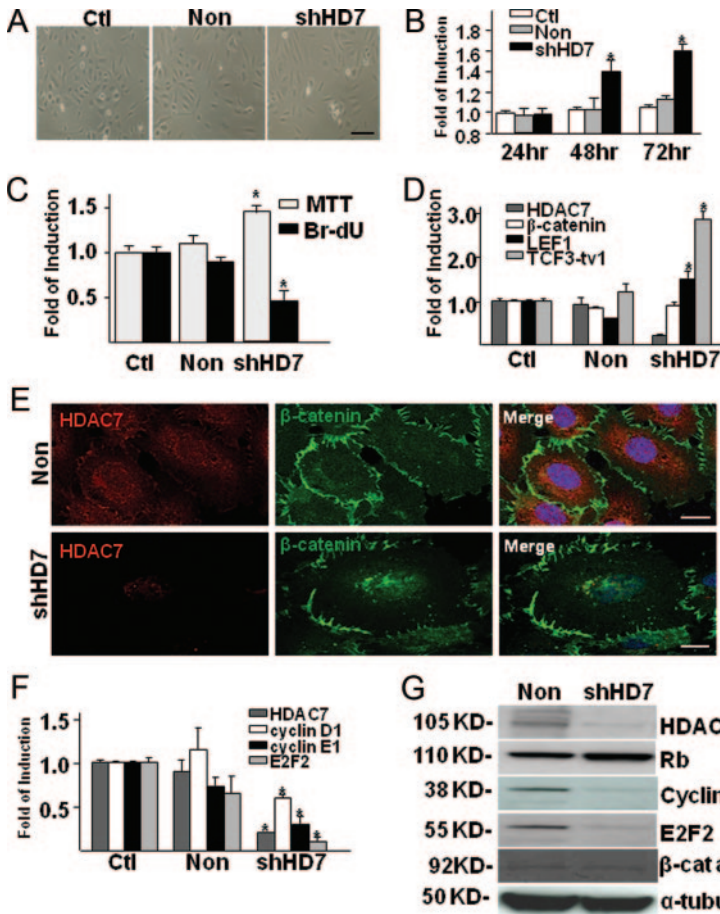 A
Ctl Non shHD7
B
Ctl
Non
shHD7
Fold of Induction
1.8
1.6
1.4
1.2
1.0
0.8
* *
24hr 48hr 72hr
C
Fold of Induction
1.5
1.0
0.5
MTT
Br-dU
*
*
Ctl Non shHD7
D
Fold of Induction
3.0
2.0
1.0
HDAC7
β-catenin
LEF1
TCF3-tv1
*
*
Ctl Non shHD7
E
Non
HDAC7 β-catenin Merge
shHD7
HDAC7 β-catenin Merge
F
Fold of Induction
1.5
1.0
0.5
HDAC7
cyclin D1
cyclin E1
E2F2
* * * *
Ctl Non shHD7
G
Non shHD7
105 KD- HDAC
110 KD- Rb
38 KD- Cyclin
55 KD- E2F2
92KD- β-cata
50 KD- α-tubu